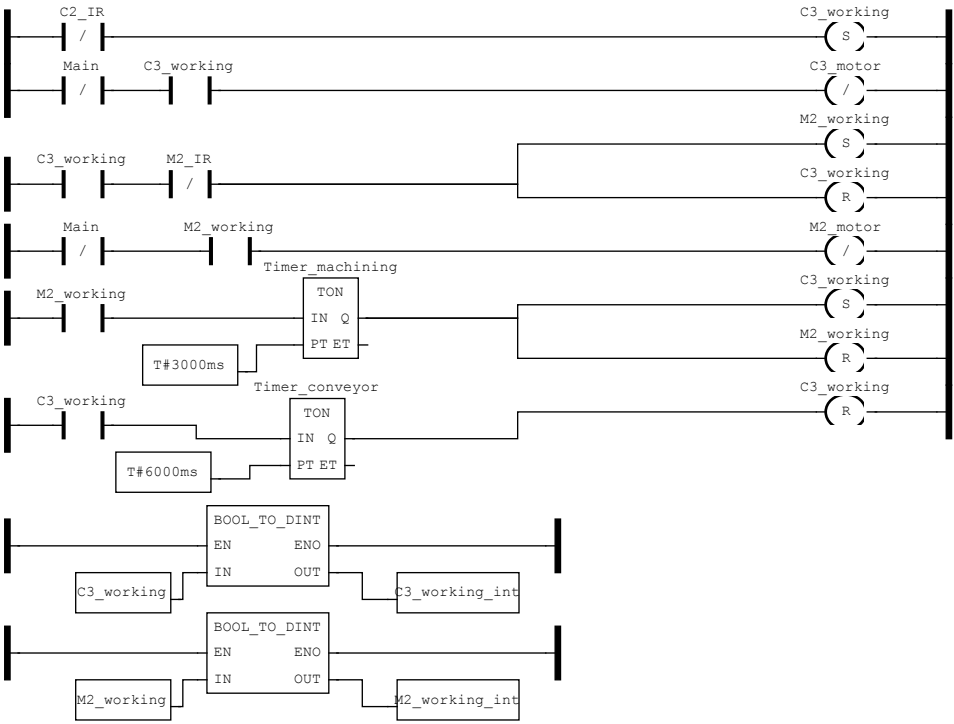 C2_IR C3_working
/ S
Main C3_working C3_motor
/ /
M2_working
S
C3_working M2_IR C3_working
/ R
Main M2_working M2_motor
/ /
Timer_machining
M2_working TON C3_working
IN Q S
PT ET M2_working
T#3000ms R
Timer_conveyor
C3_working TON C3_working
IN Q R
PT ET
T#6000ms
BOOL_TO_DINT
EN ENO
IN OUT
C3_working C3_working_int
BOOL_TO_DINT
EN ENO
IN OUT
M2_working M2_working_int